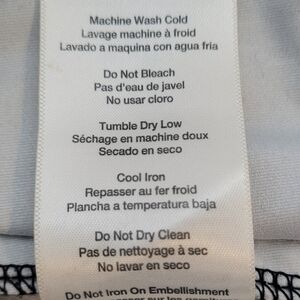 Machine Wash Cold
Lavage machine à froid
Lavado a maquina con agua fria
Do Not Bleach
Pas d'eau de javel
No usar cloro
Tumble Dry Low
Séchage en machine doux
Secado en seco
Cool Iron
Repasser au fer froid
Plancha a temperatura baja
Do Not Dry Clean
Pas de nettoyage à sec
No lavar en seco
Do Not Iron On Embellishment